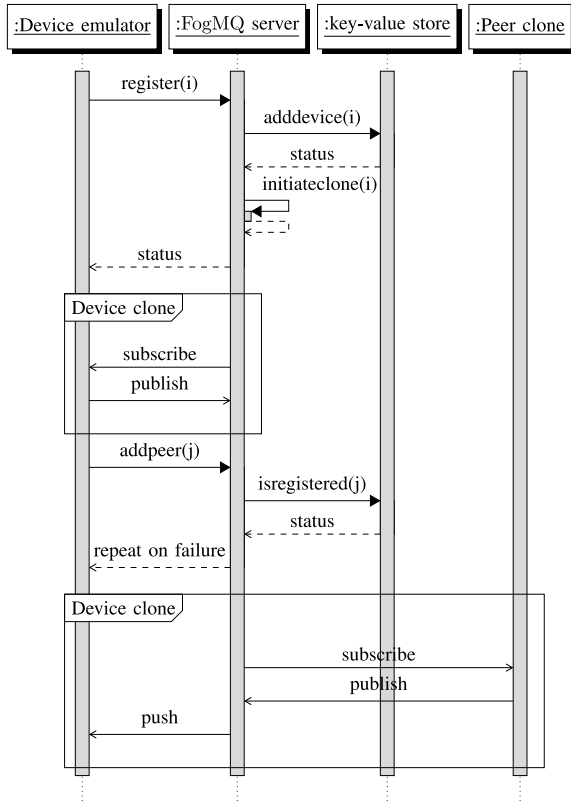 :Device emulator
:FogMQ server
:key-value store
:Peer clone
register(i)
adddevice(i)
status
initiateclone(i)
status
Device clone
subscribe
publish
addpeer(j)
isregistered(j)
status
repeat on failure
Device clone
subscribe
publish
push